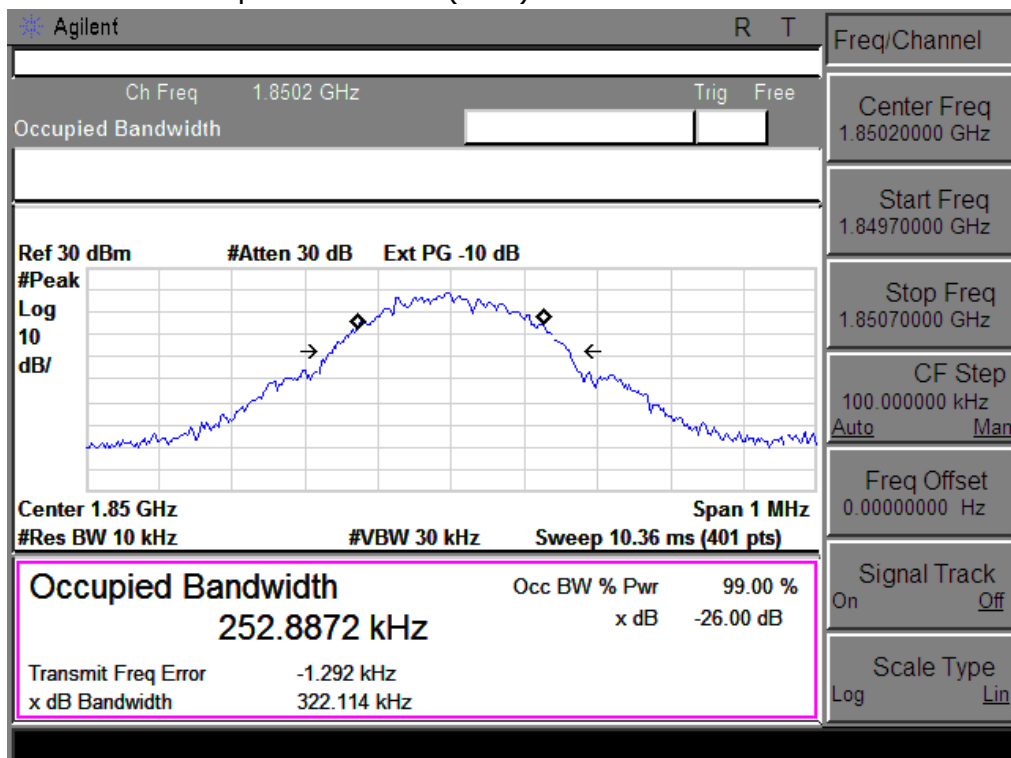 Agilent R T
Ch Freq 1.8502 GHz Trig Free
Occupied Bandwidth
Ref 30 dBm #Atten 30 dB Ext PG -10 dB
#Peak
Log
10
dB/
Center 1.85 GHz Span 1 MHz
#Res BW 10 kHz #VBW 30 kHz Sweep 10.36 ms (401 pts)
Occupied Bandwidth
252.8872 kHz
Occ BW % Pwr 99.00 %
x dB -26.00 dB
Transmit Freq Error -1.292 kHz
x dB Bandwidth 322.114 kHz
Freq/Channel
Center Freq
1.85020000 GHz
Start Freq
1.84970000 GHz
Stop Freq
1.85070000 GHz
CF Step
100.000000 kHz
Auto Man
Freq Offset
0.00000000 Hz
Signal Track
On Off
Scale Type
Log Lin